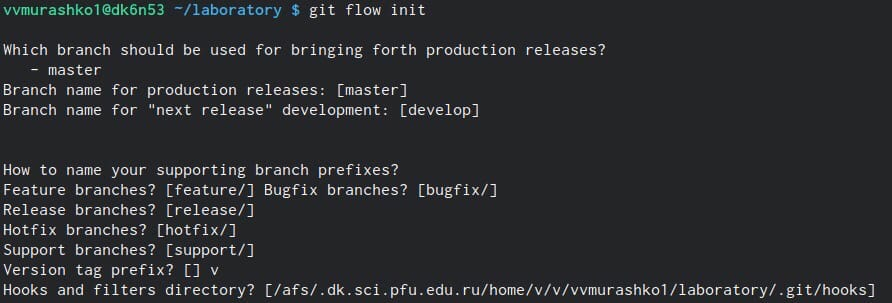 vvmurashko1@dk6n53 ~/laboratory $ git flow init
Which branch should be used for bringing forth production releases?
- master
Branch name for production releases: [master]
Branch name for "next release" development: [develop]
How to name your supporting branch prefixes?
Feature branches? [feature/] Bugfix branches? [bugfix/]
Release branches? [release/]
Hotfix branches? [hotfix/]
Support branches? [support/]
Version tag prefix? [] v
Hooks and filters directory? [/afs/.dk.sci.pfu.edu.ru/home/v/v/vvmurashko1/laboratory/.git/hooks]